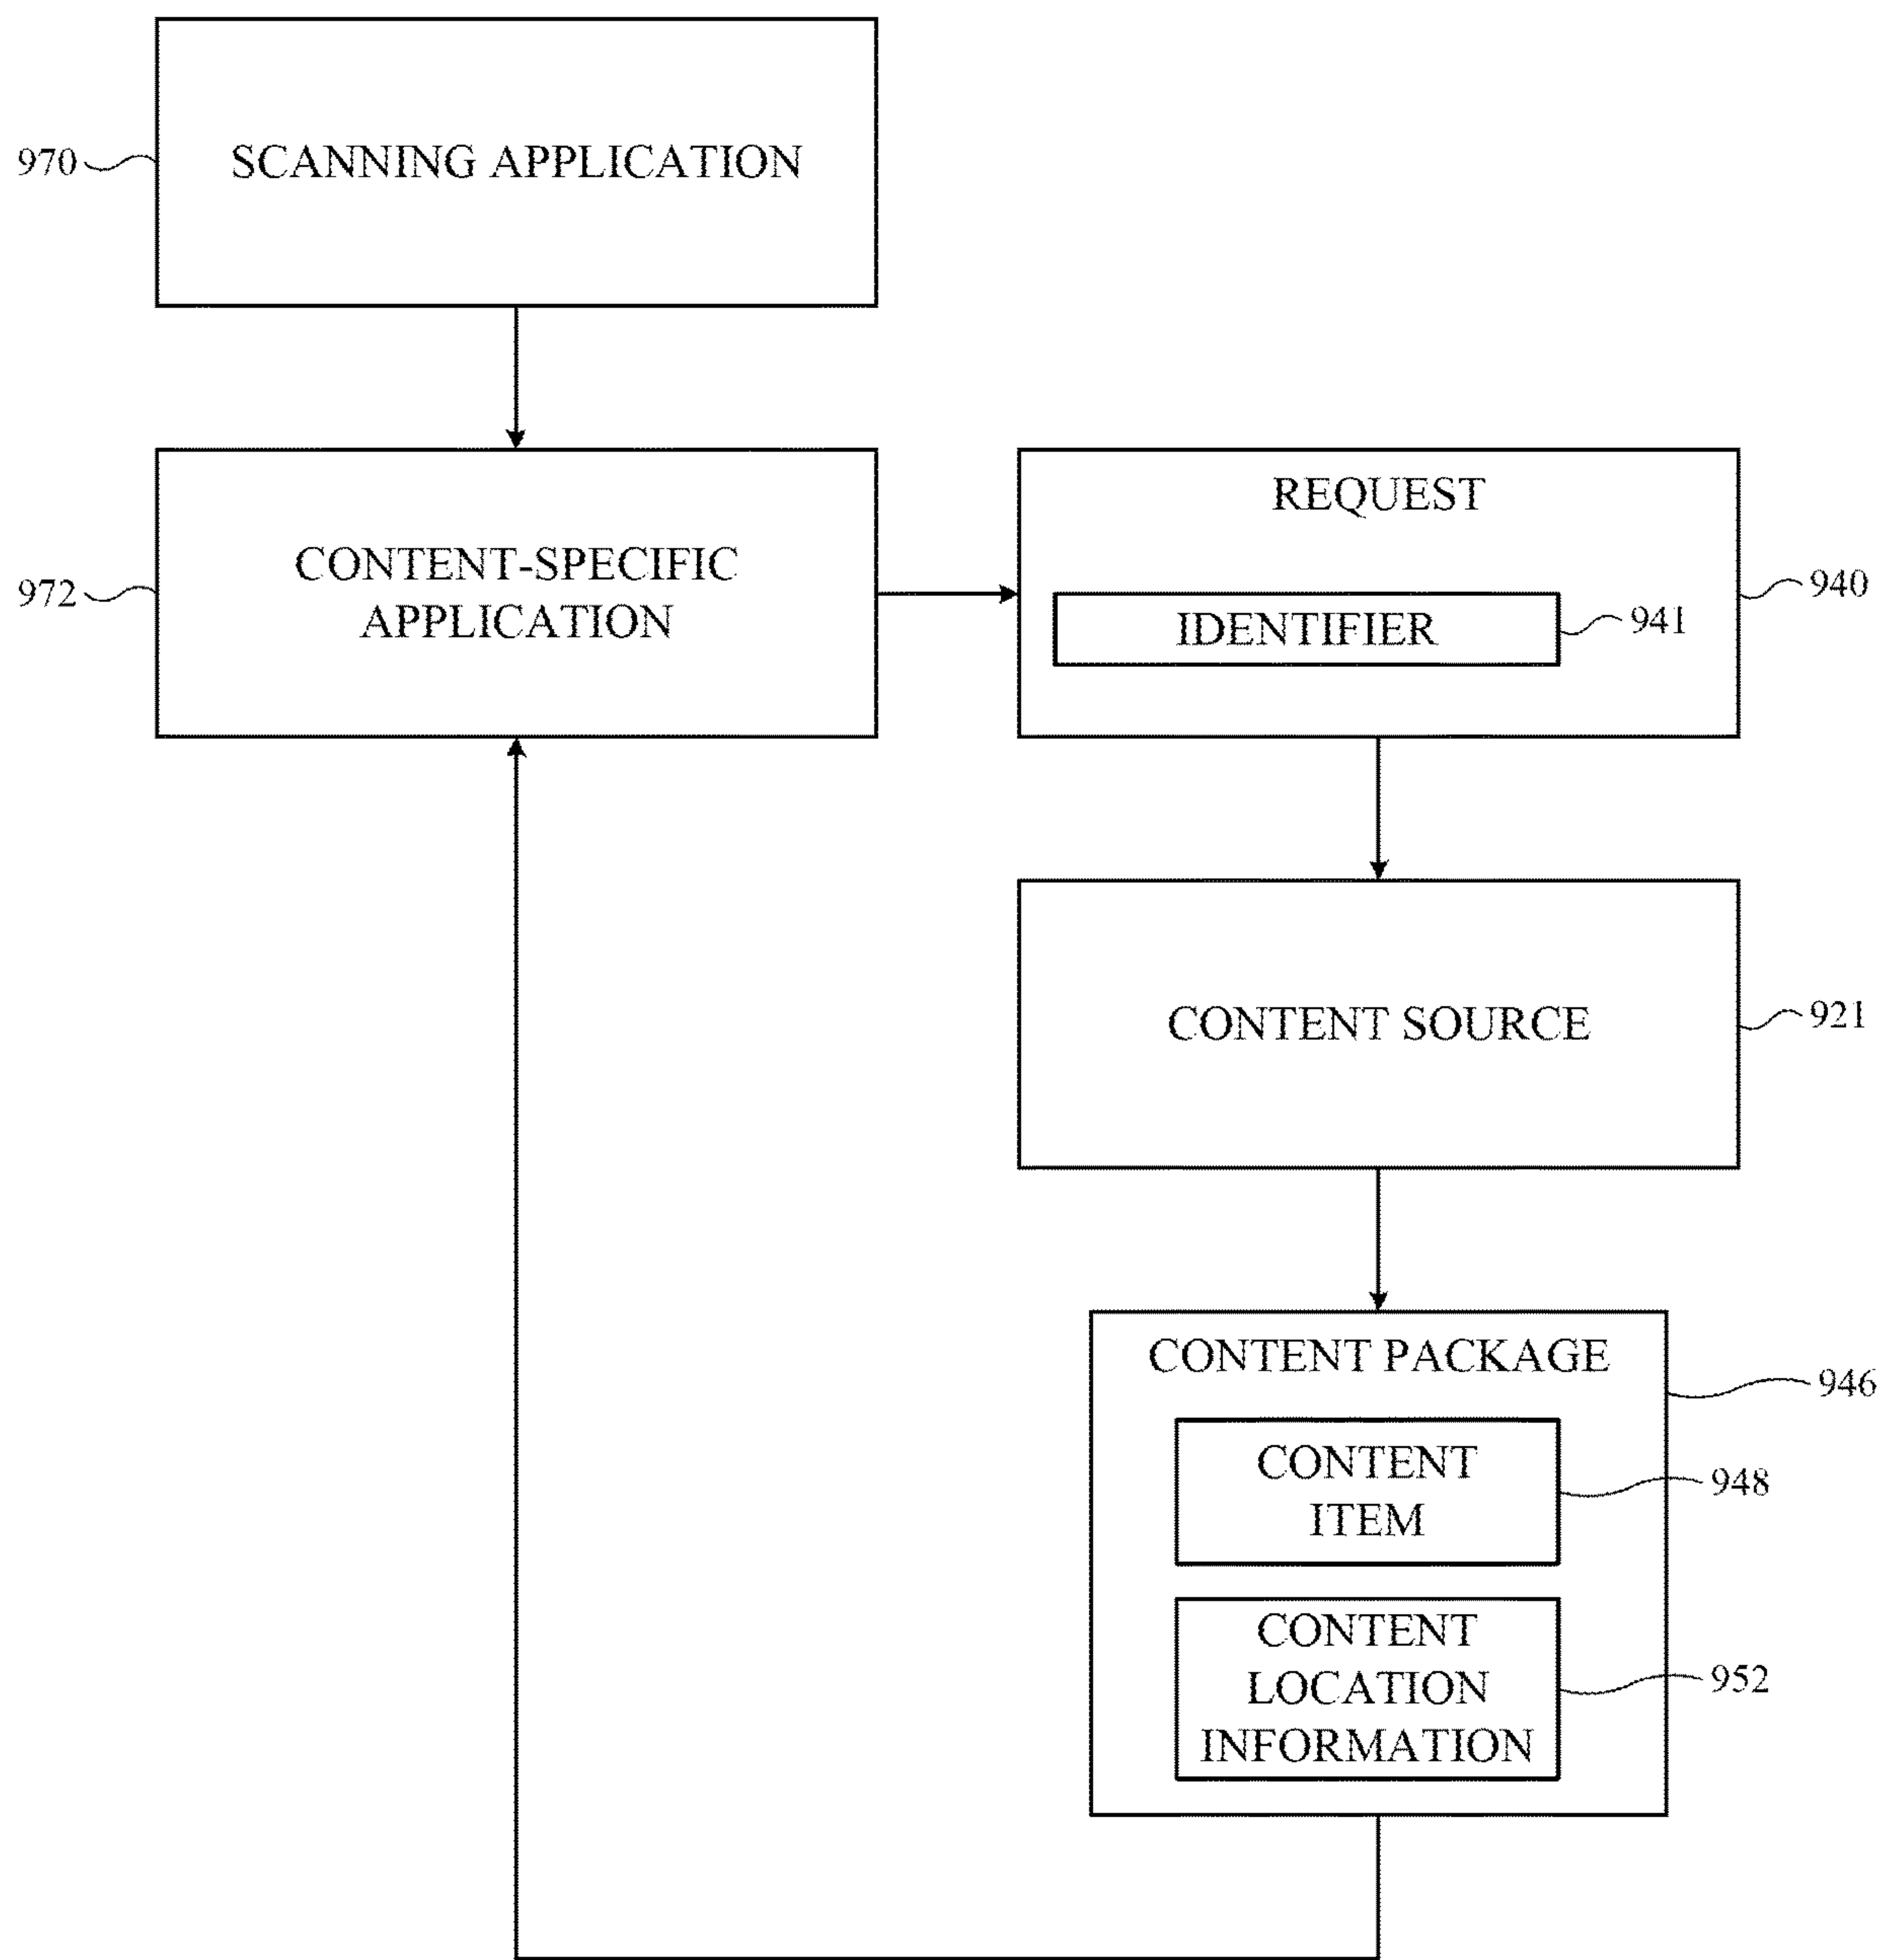 SCANNING APPLICATION
970
CONTENT-SPECIFIC
APPLICATION
972
REQUEST
940
IDENTIFIER
941
CONTENT SOURCE
921
CONTENT PACKAGE
946
CONTENT
ITEM
948
CONTENT
LOCATION
INFORMATION
952